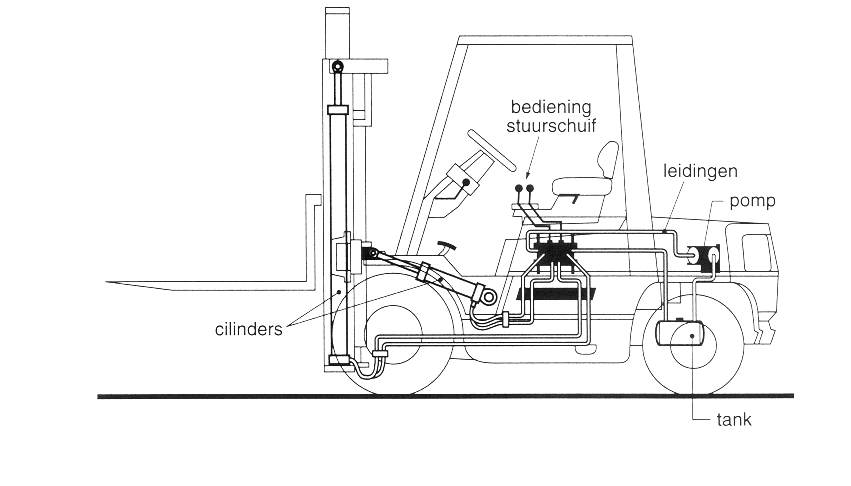 bediening
stuurschuif
leidingen
pomp
cilinders
tank